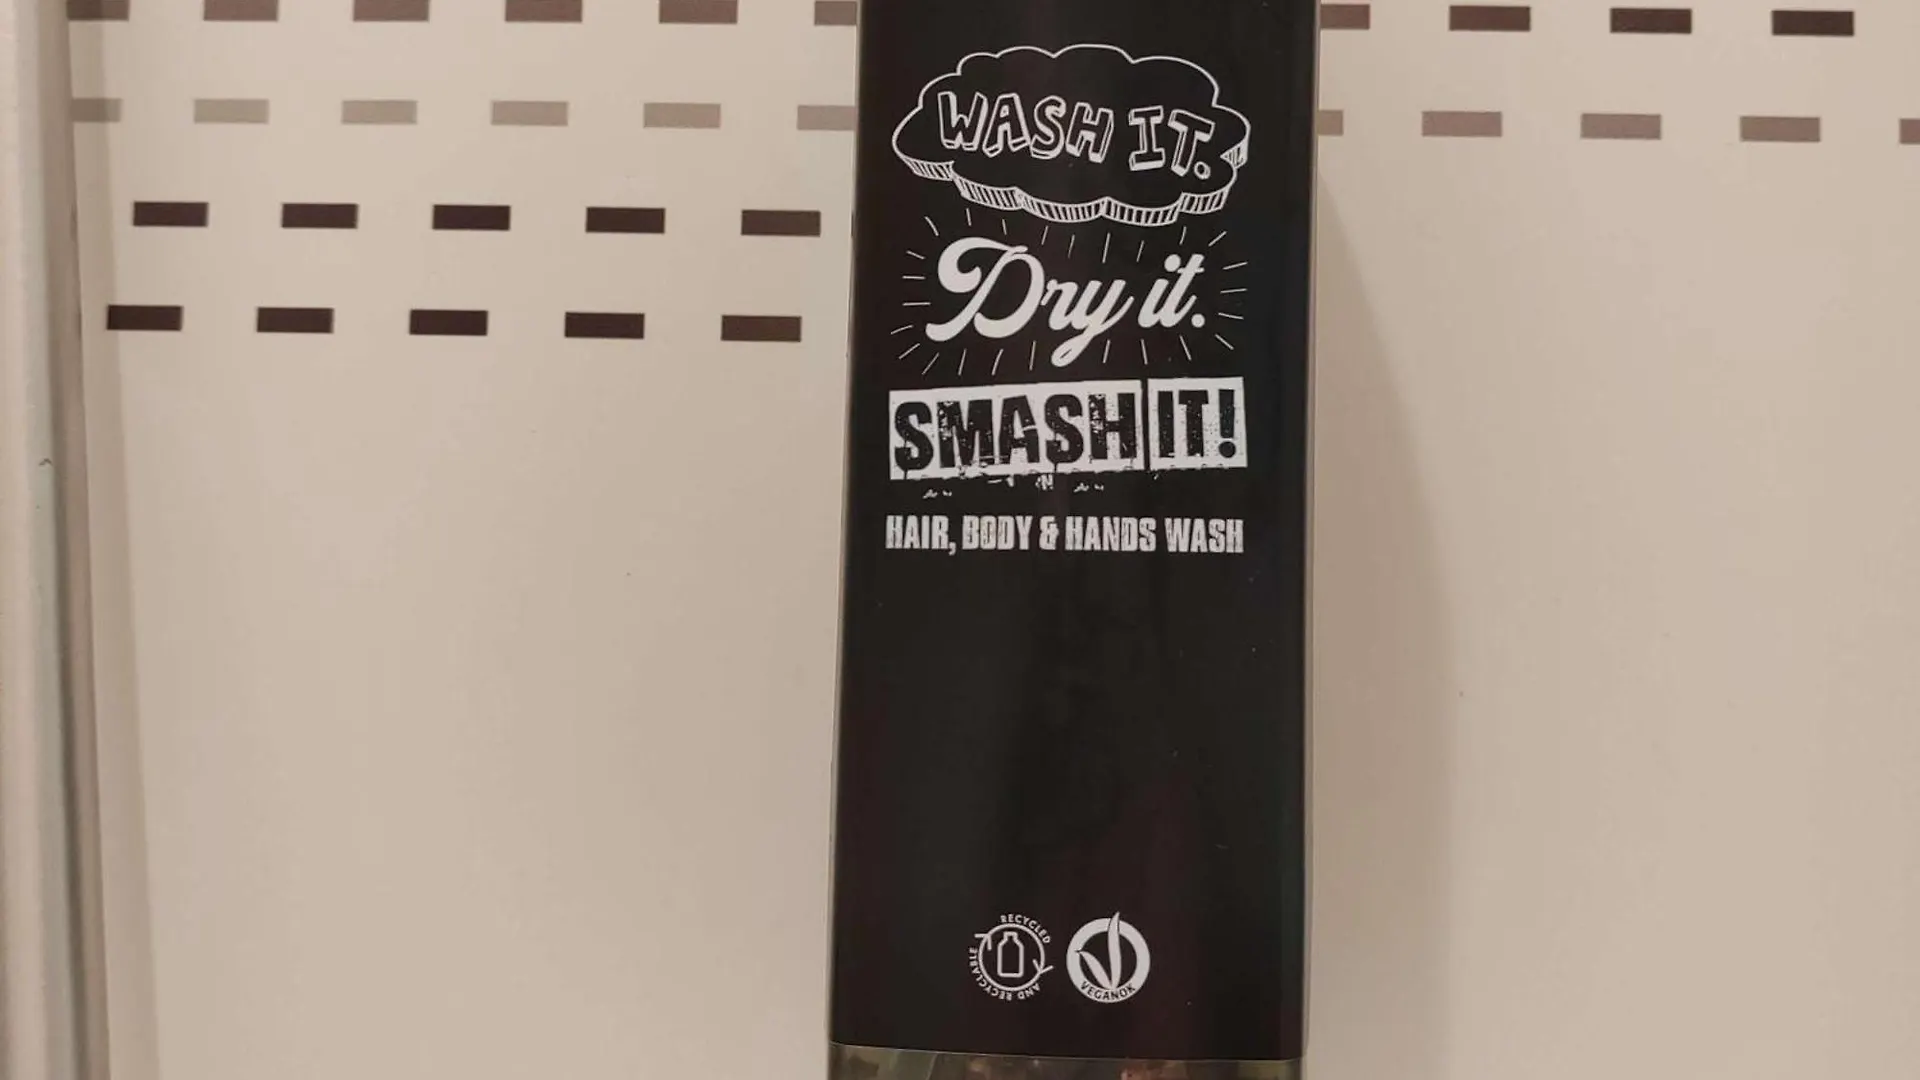 WASH IT.
Dry it.
SMASH IT!
HAIR, BODY & HANDS WASH
RECYCLED AND RECYCLABLE
VEGANOK